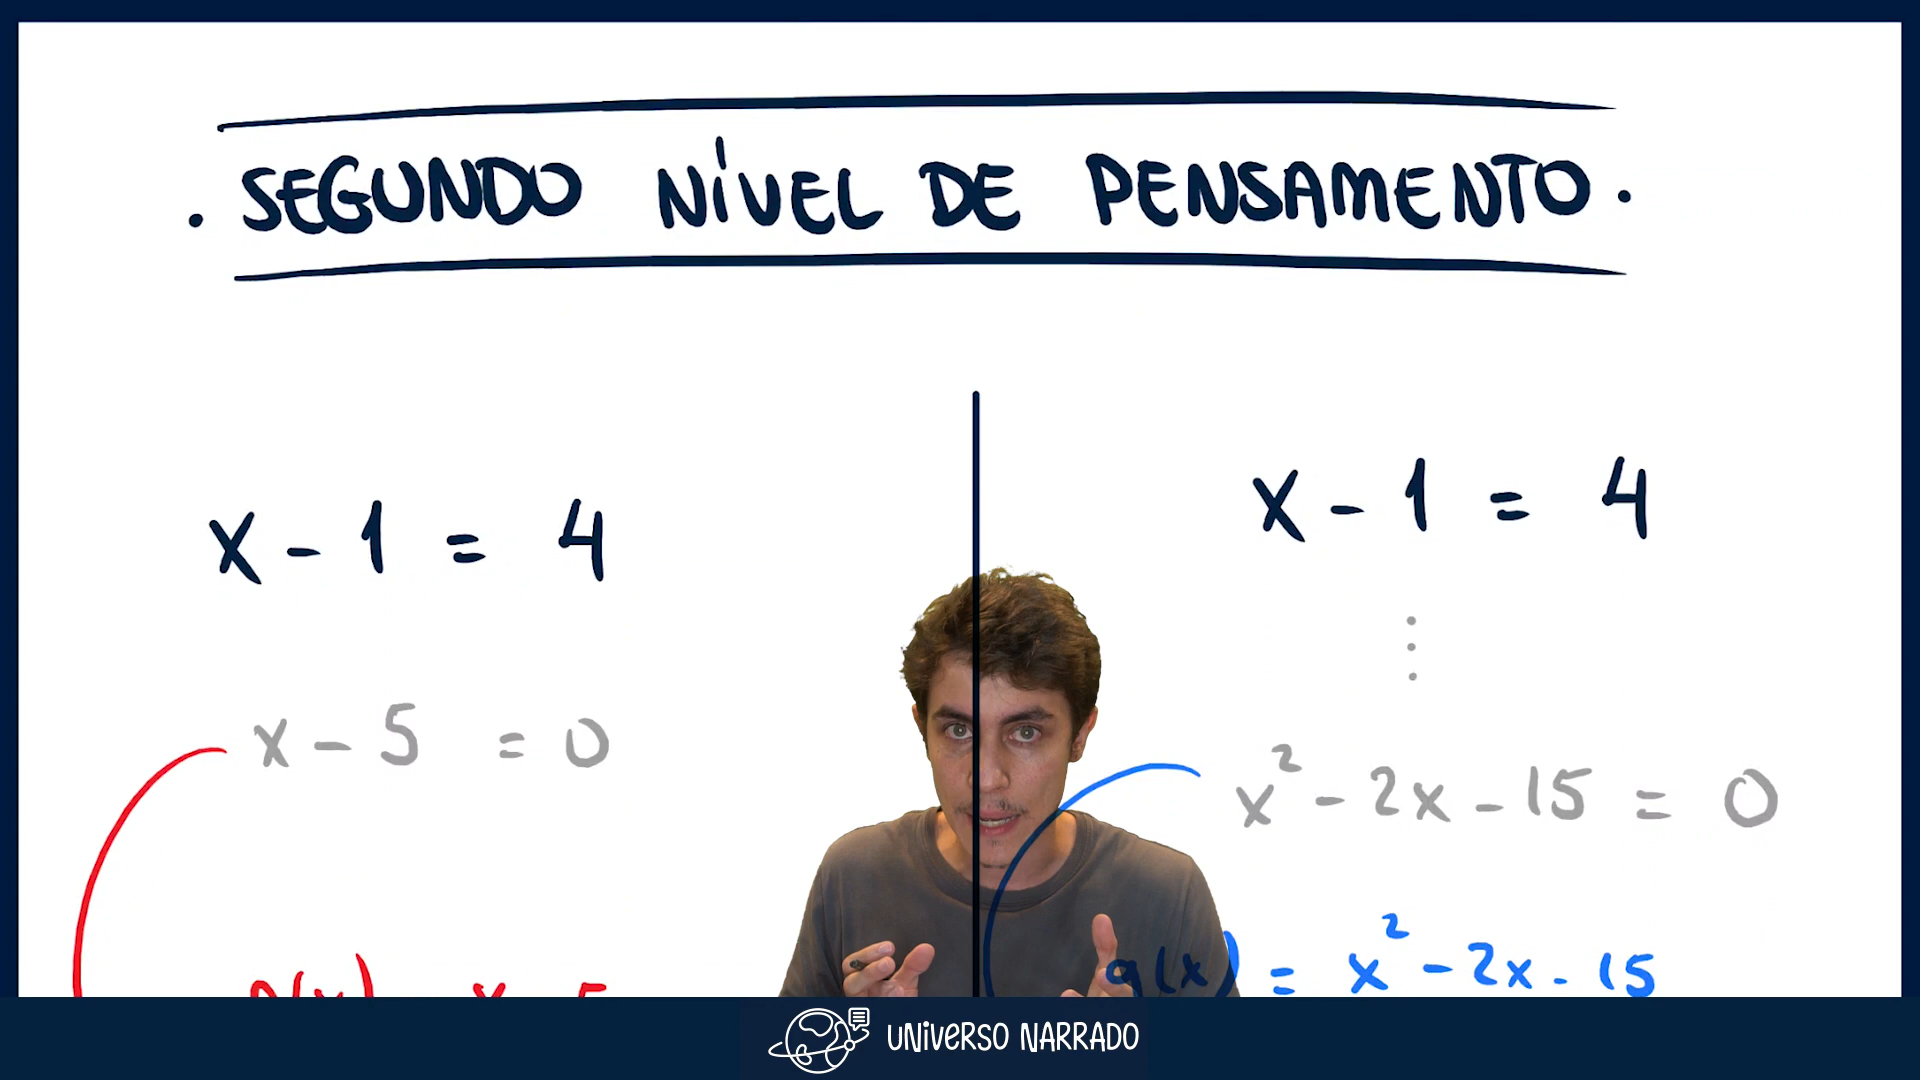 . SEGUNDO NÍVEL DE PENSAMENTO .
x - 1 = 4
x - 5 = 0
x - 1 = 4
⋮
x² - 2x - 15 = 0
g(x) = x² - 2x - 15
UNIVERSO NARRADO